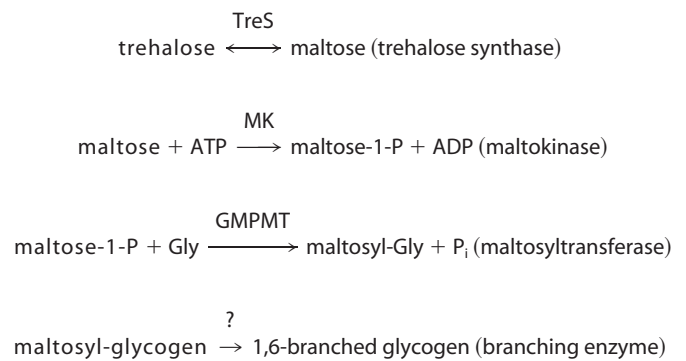 TreS
trehalose ⟷ maltose (trehalose synthase)
MK
maltose + ATP ⟶ maltose-1-P + ADP (maltokinase)
GMPMT
maltose-1-P + Gly ⟶ maltosyl-Gly + Pᵢ (maltosyltransferase)
?
maltosyl-glycogen → 1,6-branched glycogen (branching enzyme)